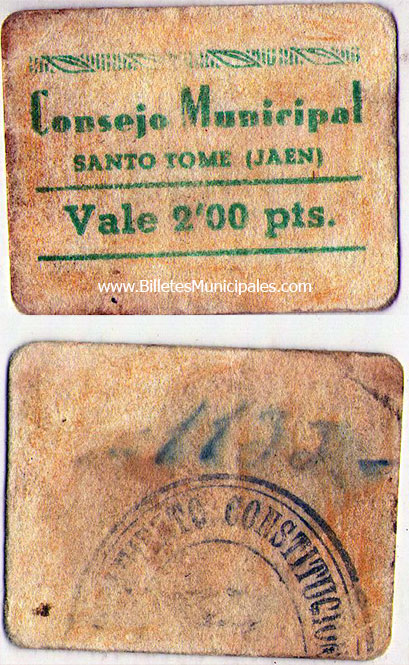 Consejo Municipal
SANTO TOME (JAEN)
Vale 2'00 pts.
www.BilletesMunicipales.com
CONSTITUCION